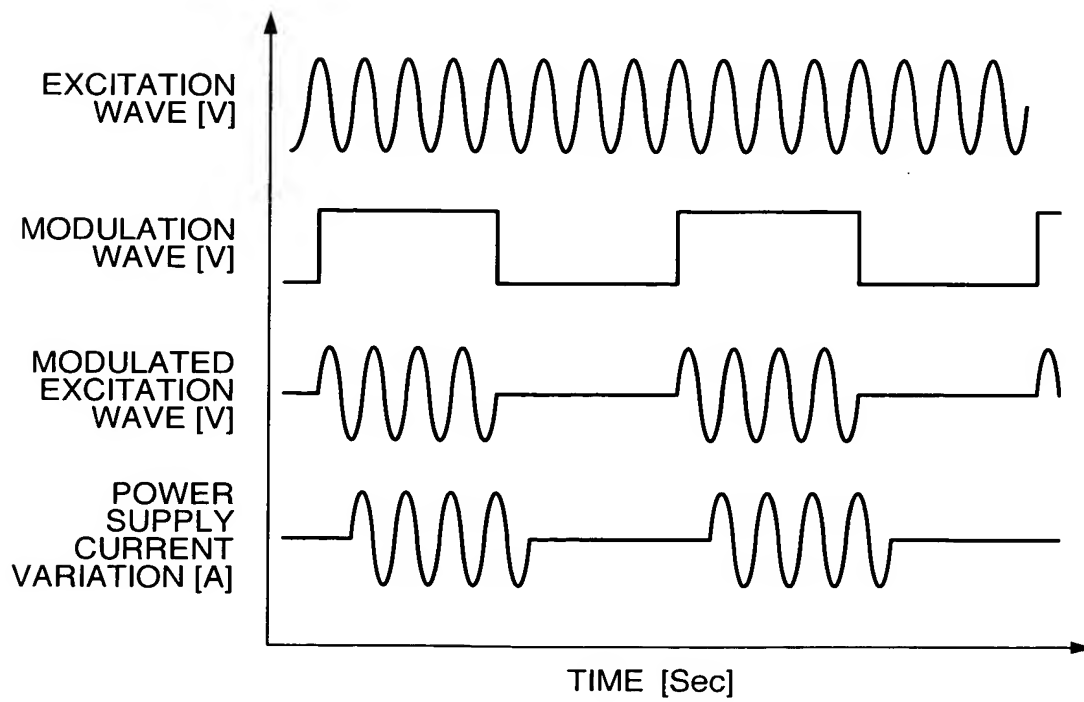 EXCITATION
WAVE [V]
MODULATION
WAVE [V]
MODULATED
EXCITATION
WAVE [V]
POWER
SUPPLY
CURRENT
VARIATION [A]
TIME [Sec]